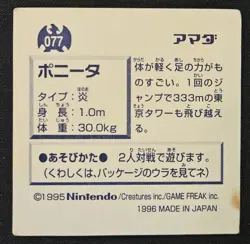 077
アマダ
ポニータ
タイプ：炎
身長：1.0m
体重：30.0kg
体が軽く足の力がも
のすごい。1回のジ
ャンプで333mの東
京タワーも飛び越え
る。
●あそびかた●
2人対戦で遊びます。
(くわしくは、パッケージのウラを見てネ)
©1995 Nintendo/Creatures inc./GAME FREAK inc.
1996 MADE IN JAPAN